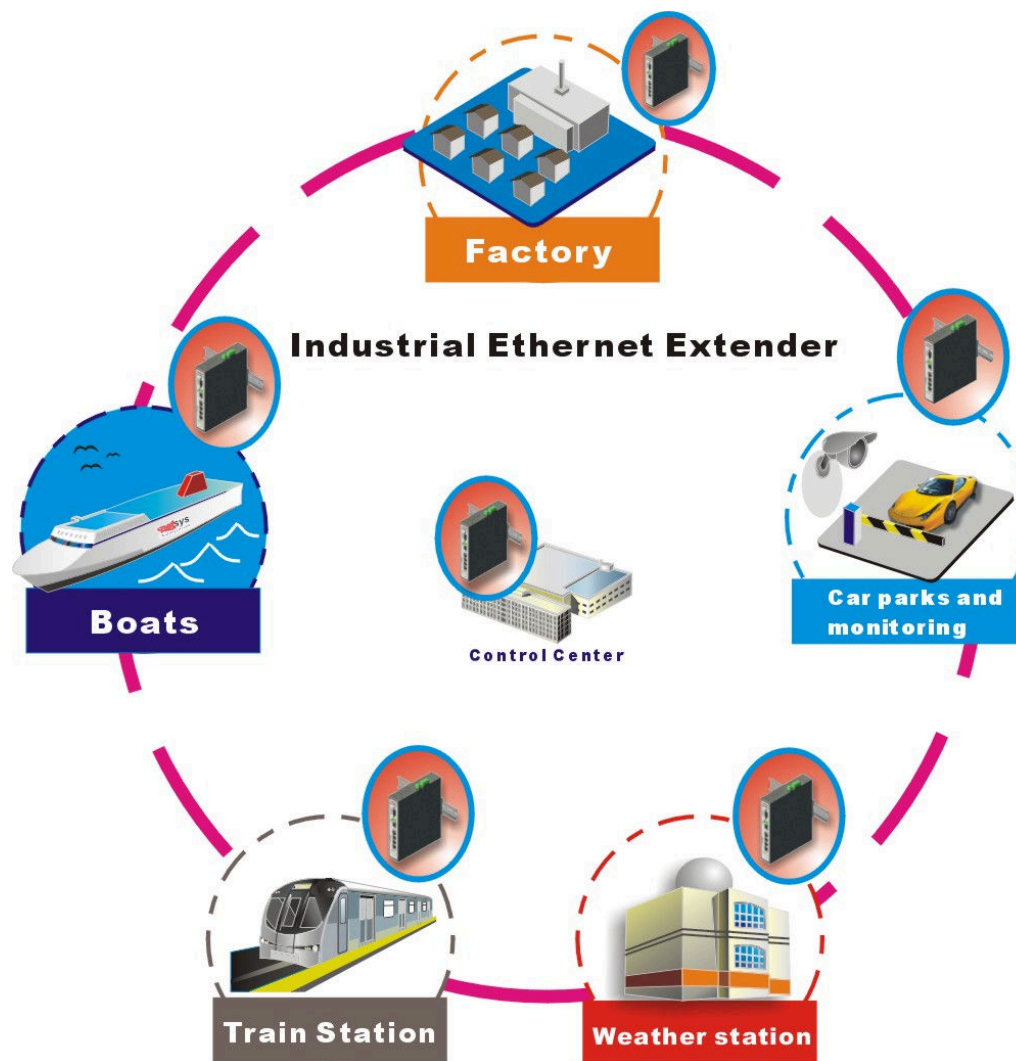 Factory
Industrial Ethernet Extender
Boats
Car parks and
monitoring
Control Center
Train Station
Weather station